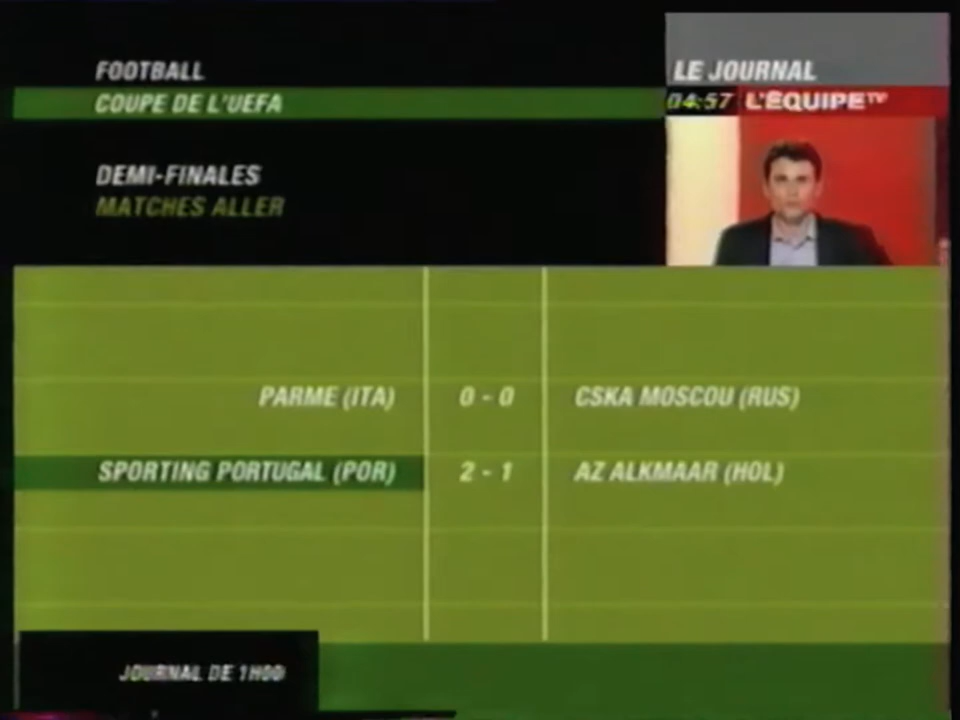 FOOTBALL
COUPE DE L'UEFA
LE JOURNAL
04:57 L'ÉQUIPE TV
DEMI-FINALES
MATCHES ALLER
PARME (ITA) 0 - 0 CSKA MOSCOU (RUS)
SPORTING PORTUGAL (POR) 2 - 1 AZ ALKMAAR (HOL)
JOURNAL DE 1H00